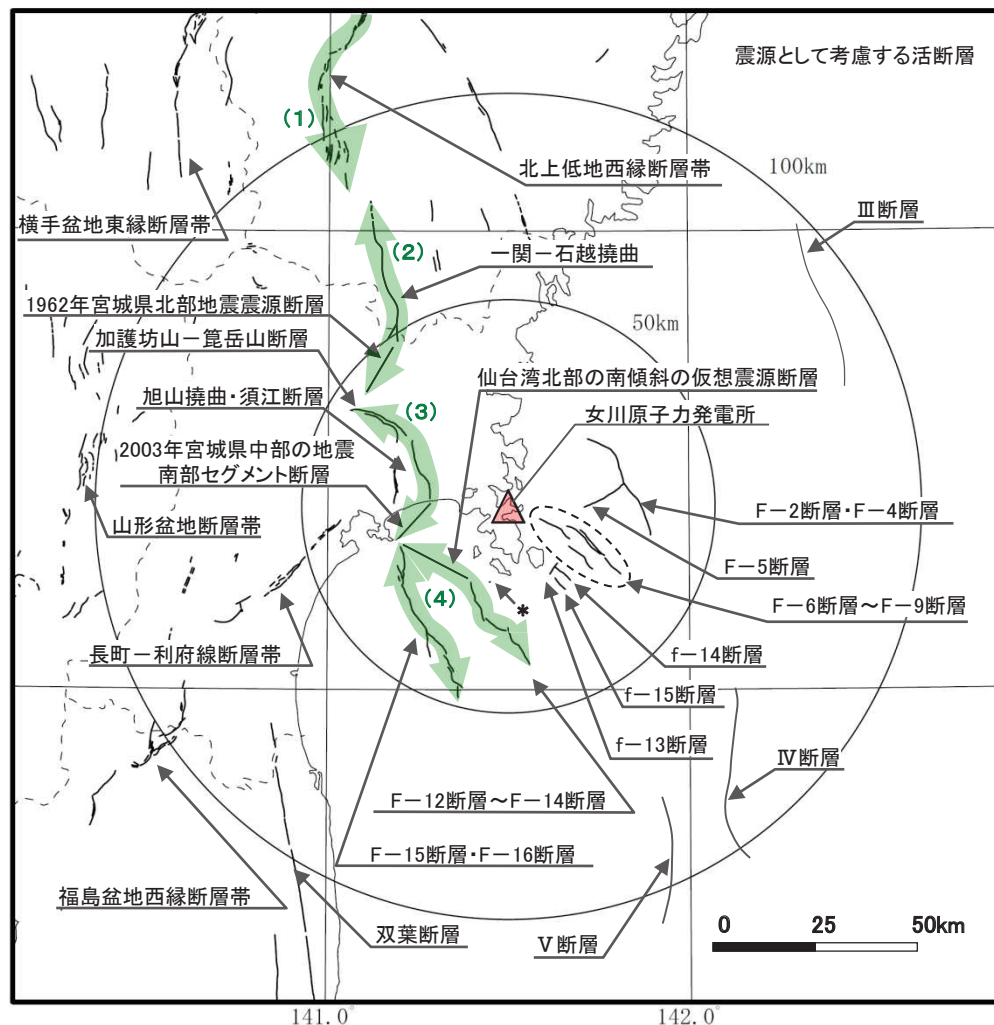 震源として考慮する活断層
(1)
北上低地西縁断層帯
100km
Ⅲ断層
横手盆地東縁断層帯
(2)
一関－石越撓曲
1962年宮城県北部地震震源断層
50km
加護坊山－箟岳山断層
仙台湾北部の南傾斜の仮想震源断層
旭山撓曲・須江断層
(3)
女川原子力発電所
2003年宮城県中部の地震
南部セグメント断層
山形盆地断層帯
F－2断層・F－4断層
F－5断層
(4)
*
F－6断層～F－9断層
長町－利府線断層帯
f－14断層
f－15断層
f－13断層
Ⅳ断層
F－12断層～F－14断層
F－15断層・F－16断層
福島盆地西縁断層帯
双葉断層
Ⅴ断層
0 25 50km
141.0°
142.0°